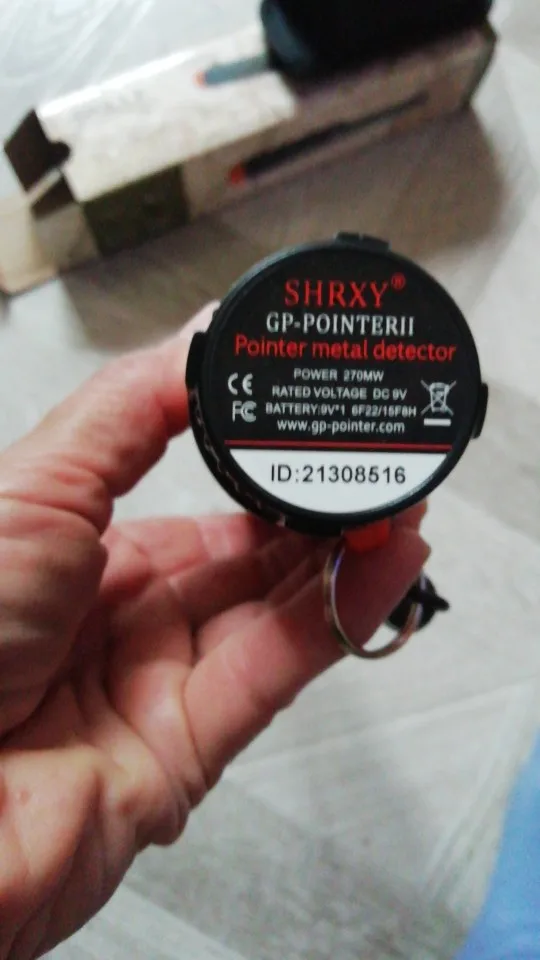 SHRXY®
GP-POINTERII
Pointer metal detector
POWER 270MW
RATED VOLTAGE DC 9V
BATTERY:9V*1 6F22/15F8H
www.gp-pointer.com
CE
FC
ID:21308516